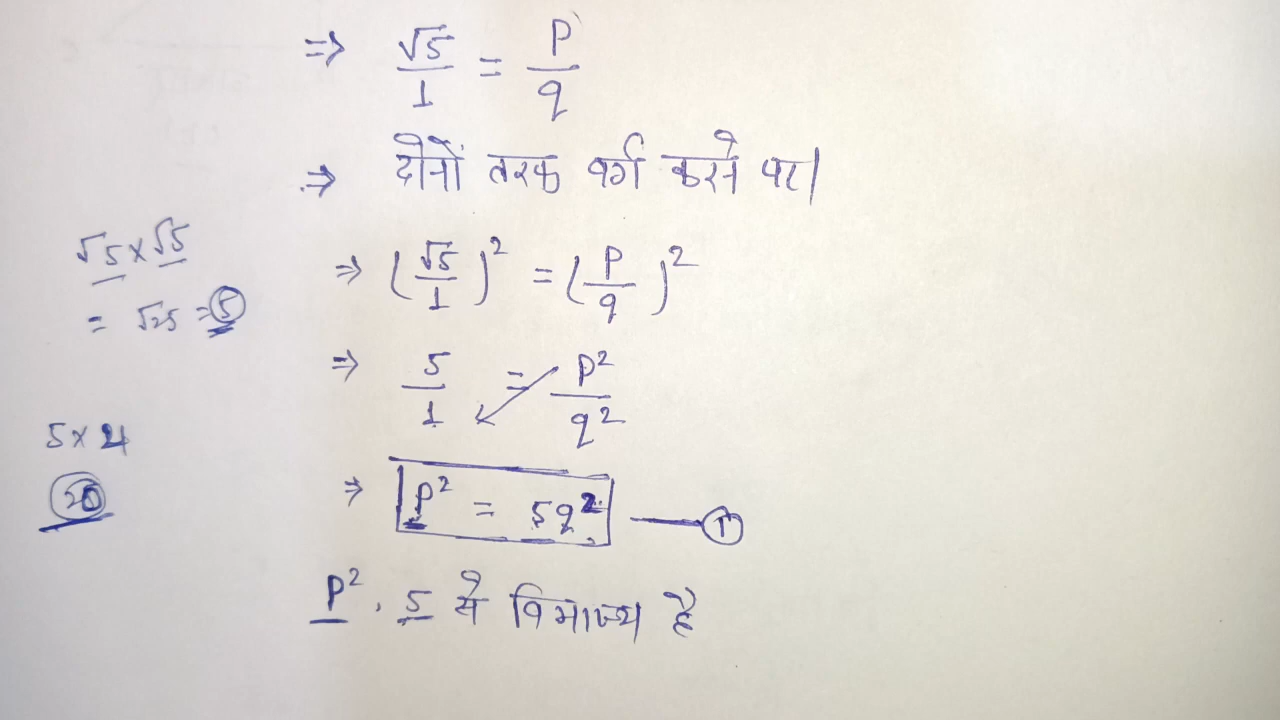 ⇒ √5/1 = P/q
⇒ दोनों तरफ वर्ग करने पर।
√5 × √5
= √25 = 5
⇒ (√5/1)² = (P/q)²
⇒ 5/1 = P²/q²
5 × 4
20
⇒ P² = 5q² — 1
P², 5 से विभाज्य है